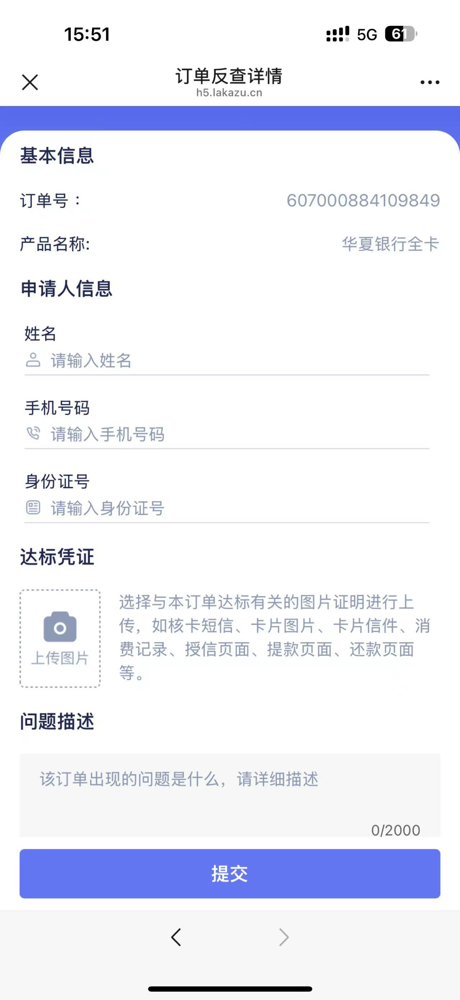 15:51
5G
61
订单反查详情
h5.lakazu.cn
基本信息
订单号：
607000884109849
产品名称:
华夏银行全卡
申请人信息
姓名
请输入姓名
手机号码
请输入手机号码
身份证号
请输入身份证号
达标凭证
上传图片
选择与本订单达标有关的图片证明进行上
传，如核卡短信、卡片图片、卡片信件、消
费记录、授信页面、提款页面、还款页面
等。
问题描述
该订单出现的问题是什么，请详细描述
0/2000
提交